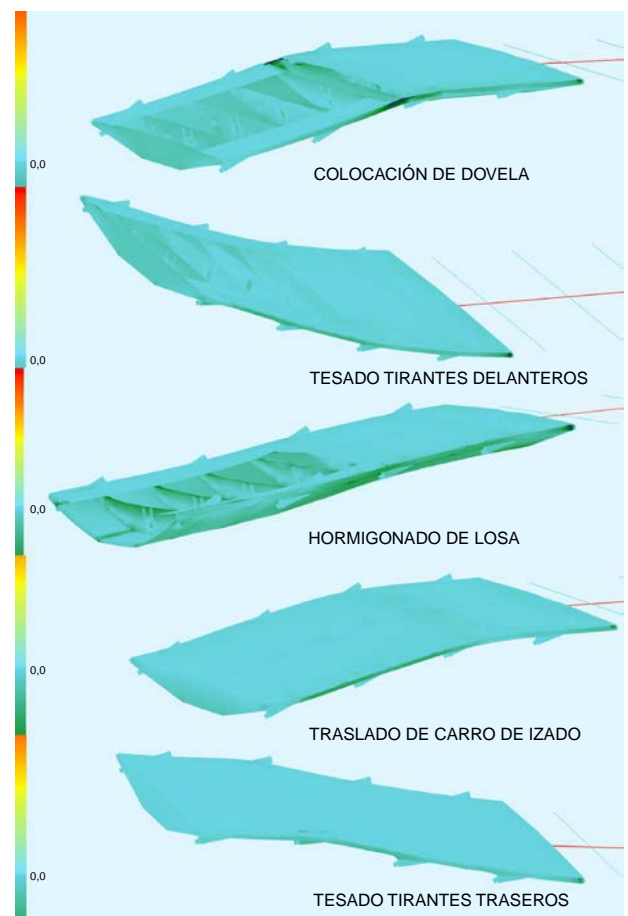 0,0
COLOCACIÓN DE DOVELA
0,0
TESADO TIRANTES DELANTEROS
0,0
HORMIGONADO DE LOSA
0,0
TRASLADO DE CARRO DE IZADO
0,0
TESADO TIRANTES TRASEROS